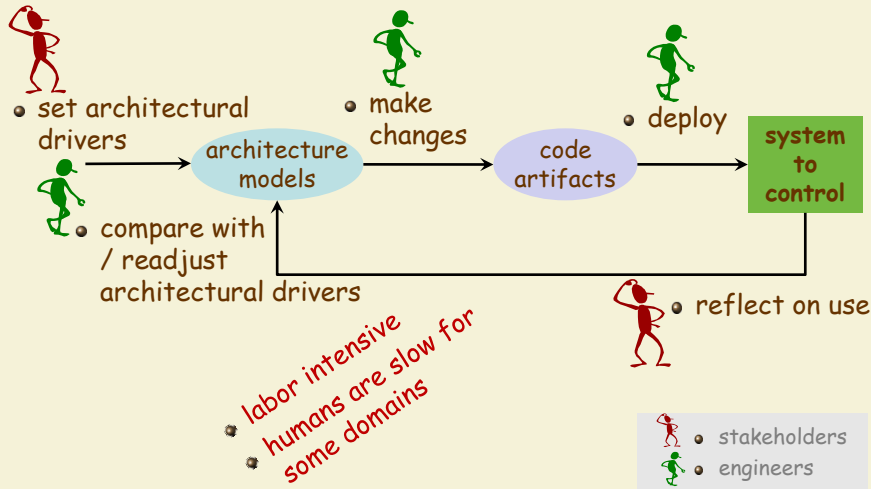 set architectural
drivers
architecture
models
make
changes
code
artifacts
deploy
system
to
control
compare with
/ readjust
architectural drivers
reflect on use
labor intensive
humans are slow for
some domains
stakeholders
engineers